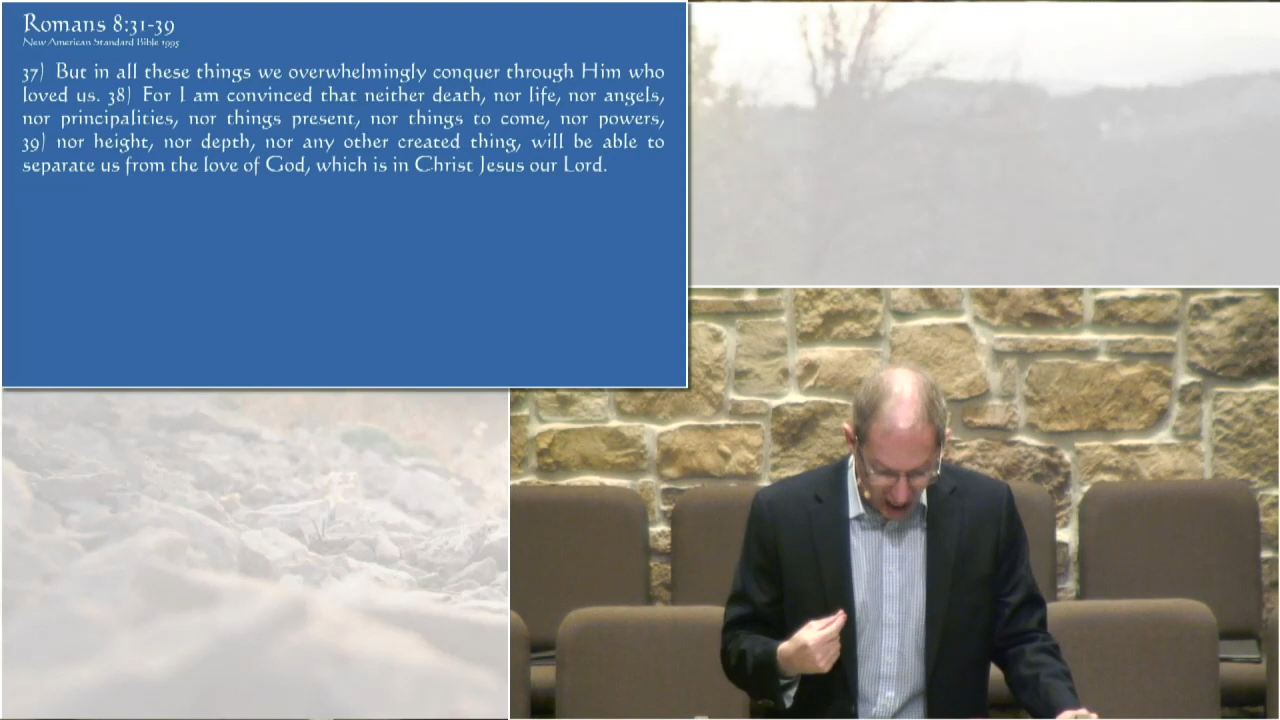 Romans 8:31-39
New American Standard Bible 1995
37) But in all these things we overwhelmingly conquer through Him who
loved us. 38) For I am convinced that neither death, nor life, nor angels,
nor principalities, nor things present, nor things to come, nor powers,
39) nor height, nor depth, nor any other created thing, will be able to
separate us from the love of God, which is in Christ Jesus our Lord.